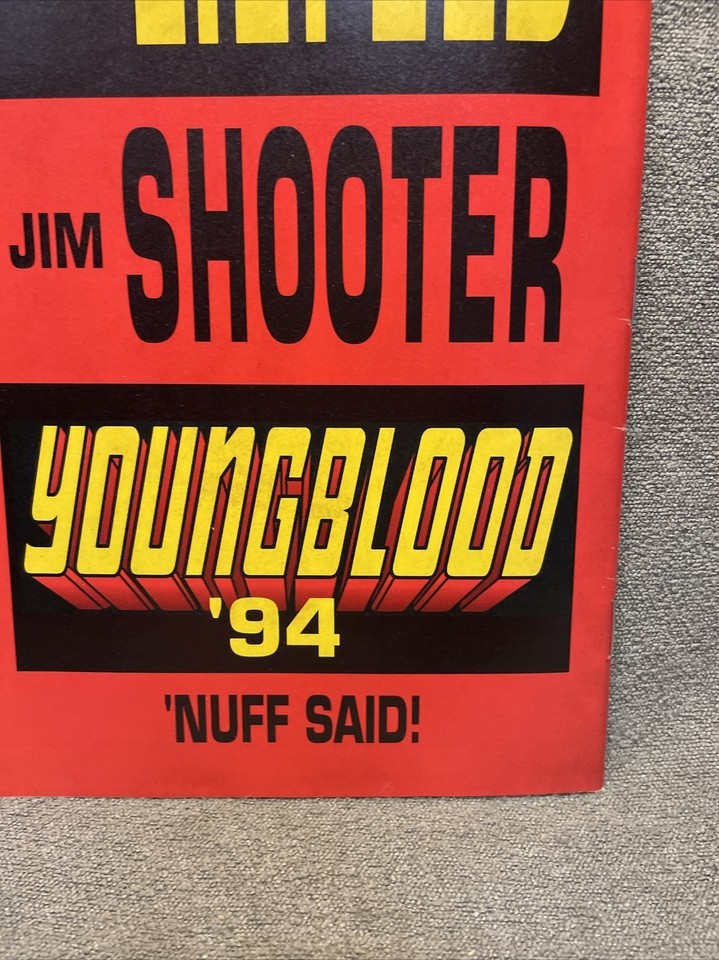 JIM SHOOTER
YOUNGBLOOD
'94
'NUFF SAID!